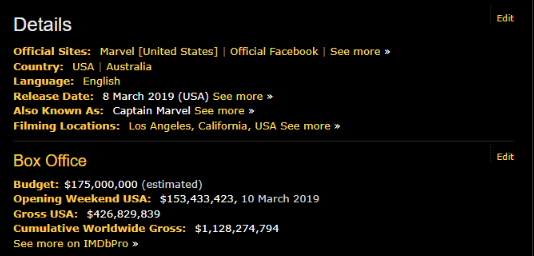 Details
Edit
Official Sites: Marvel [United States] | Official Facebook | See more »
Country: USA | Australia
Language: English
Release Date: 8 March 2019 (USA) See more »
Also Known As: Captain Marvel See more »
Filming Locations: Los Angeles, California, USA See more »
Box Office
Edit
Budget: $175,000,000 (estimated)
Opening Weekend USA: $153,433,423, 10 March 2019
Gross USA: $426,829,839
Cumulative Worldwide Gross: $1,128,274,794
See more on IMDbPro »